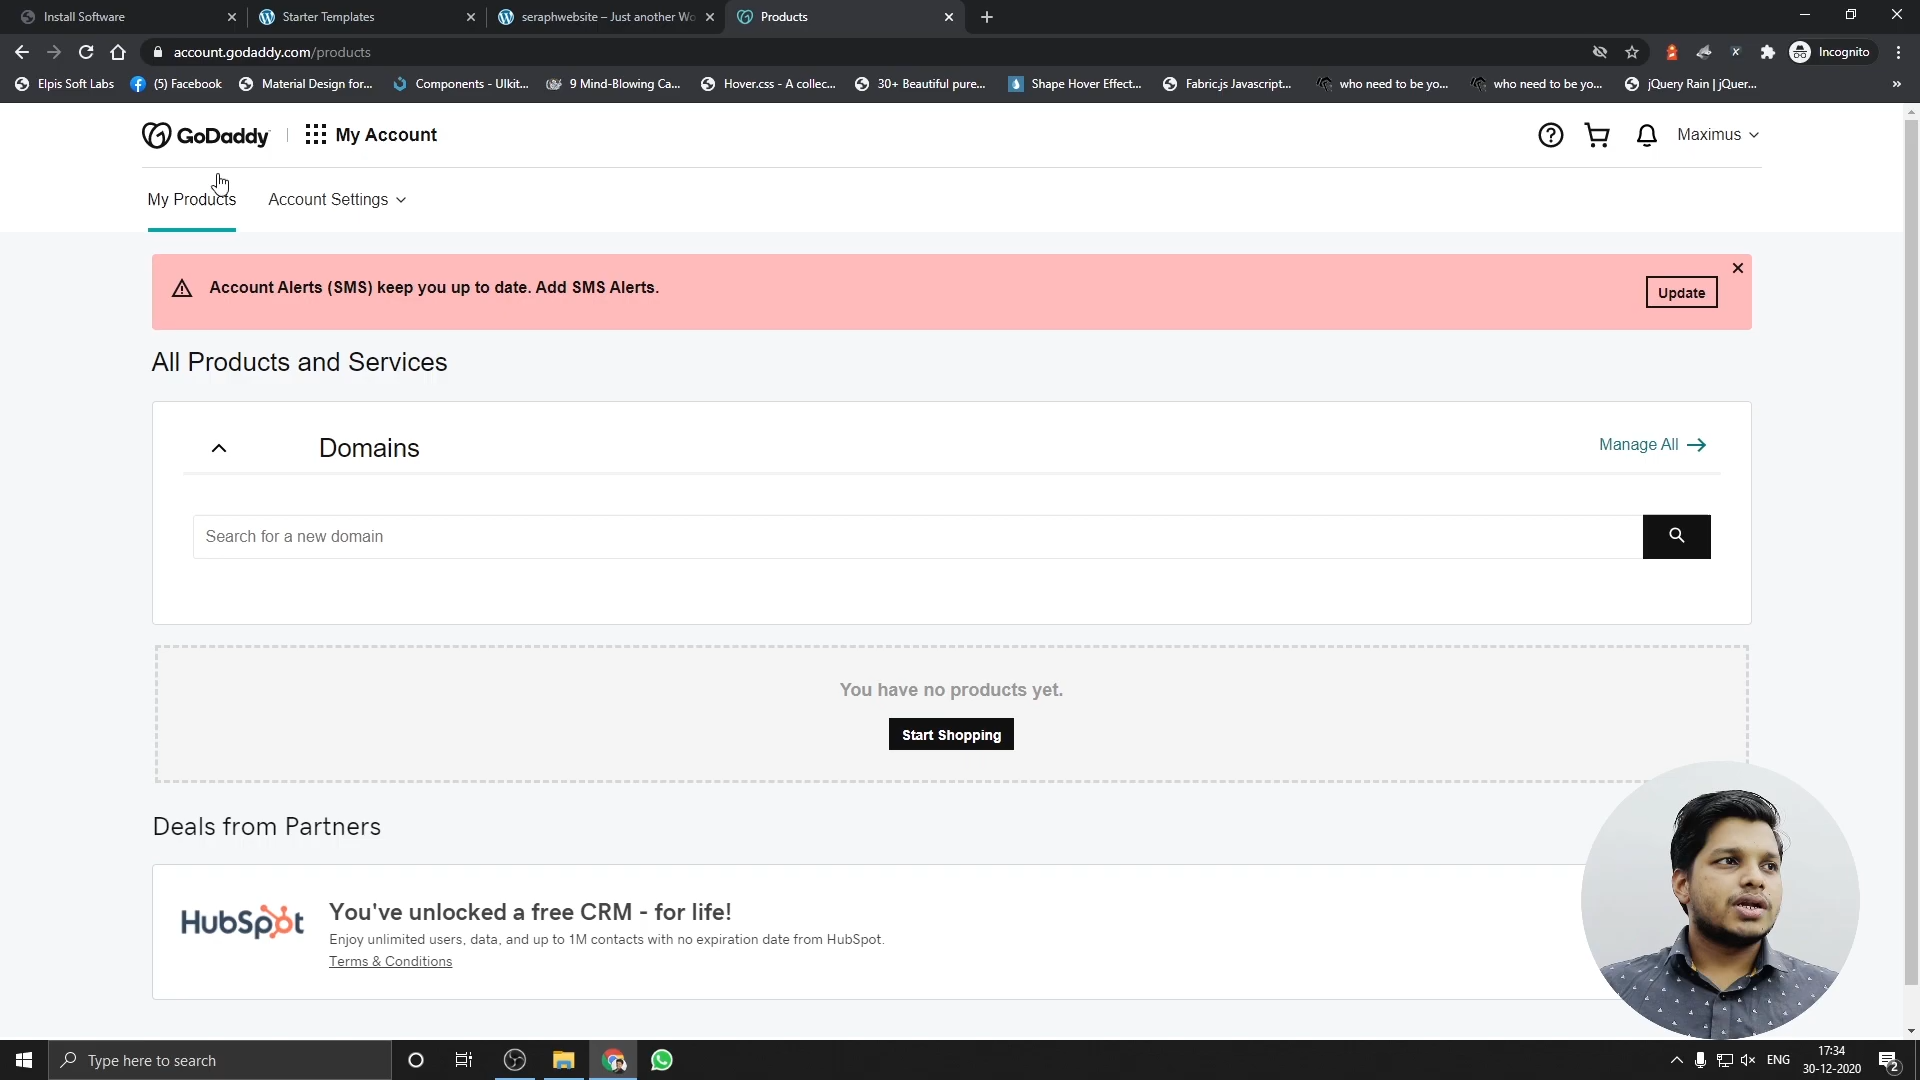 Install Software
Starter Templates
seraphwebsite – Just another Wo
Products
account.godaddy.com/products
Incognito
Elpis Soft Labs
(5) Facebook
Material Design for...
Components - UIkit...
9 Mind-Blowing Ca...
Hover.css - A collec...
30+ Beautiful pure...
Shape Hover Effect...
Fabric.js Javascript...
who need to be yo...
who need to be yo...
jQuery Rain | jQuer...
GoDaddy
My Account
Maximus
My Products
Account Settings
Account Alerts (SMS) keep you up to date. Add SMS Alerts.
Update
All Products and Services
Domains
Manage All
Search for a new domain
You have no products yet.
Start Shopping
Deals from Partners
HubSpot
You've unlocked a free CRM - for life!
Enjoy unlimited users, data, and up to 1M contacts with no expiration date from HubSpot.
Terms & Conditions
Type here to search
ENG
17:34
30-12-2020
2